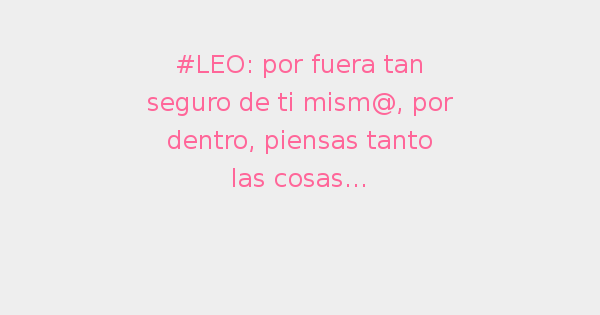 #LEO: por fuera tan
seguro de ti mism@, por
dentro, piensas tanto
las cosas...